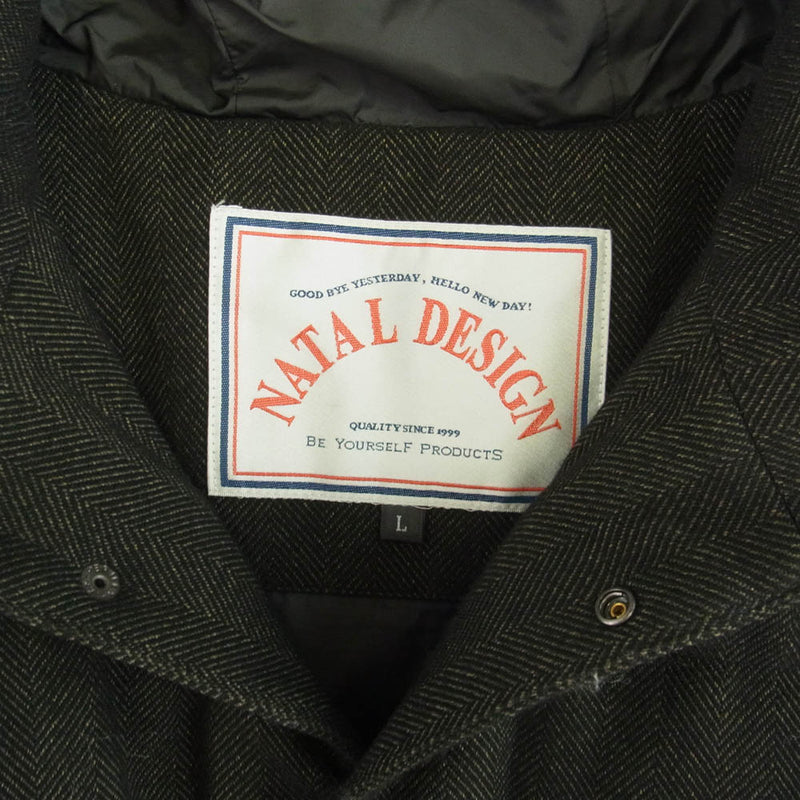 GOOD BYE YESTERDAY, HELLO NEW DAY!
NATAL DESIGN
QUALITY SINCE 1999
BE YOURSELF PRODUCTS
L